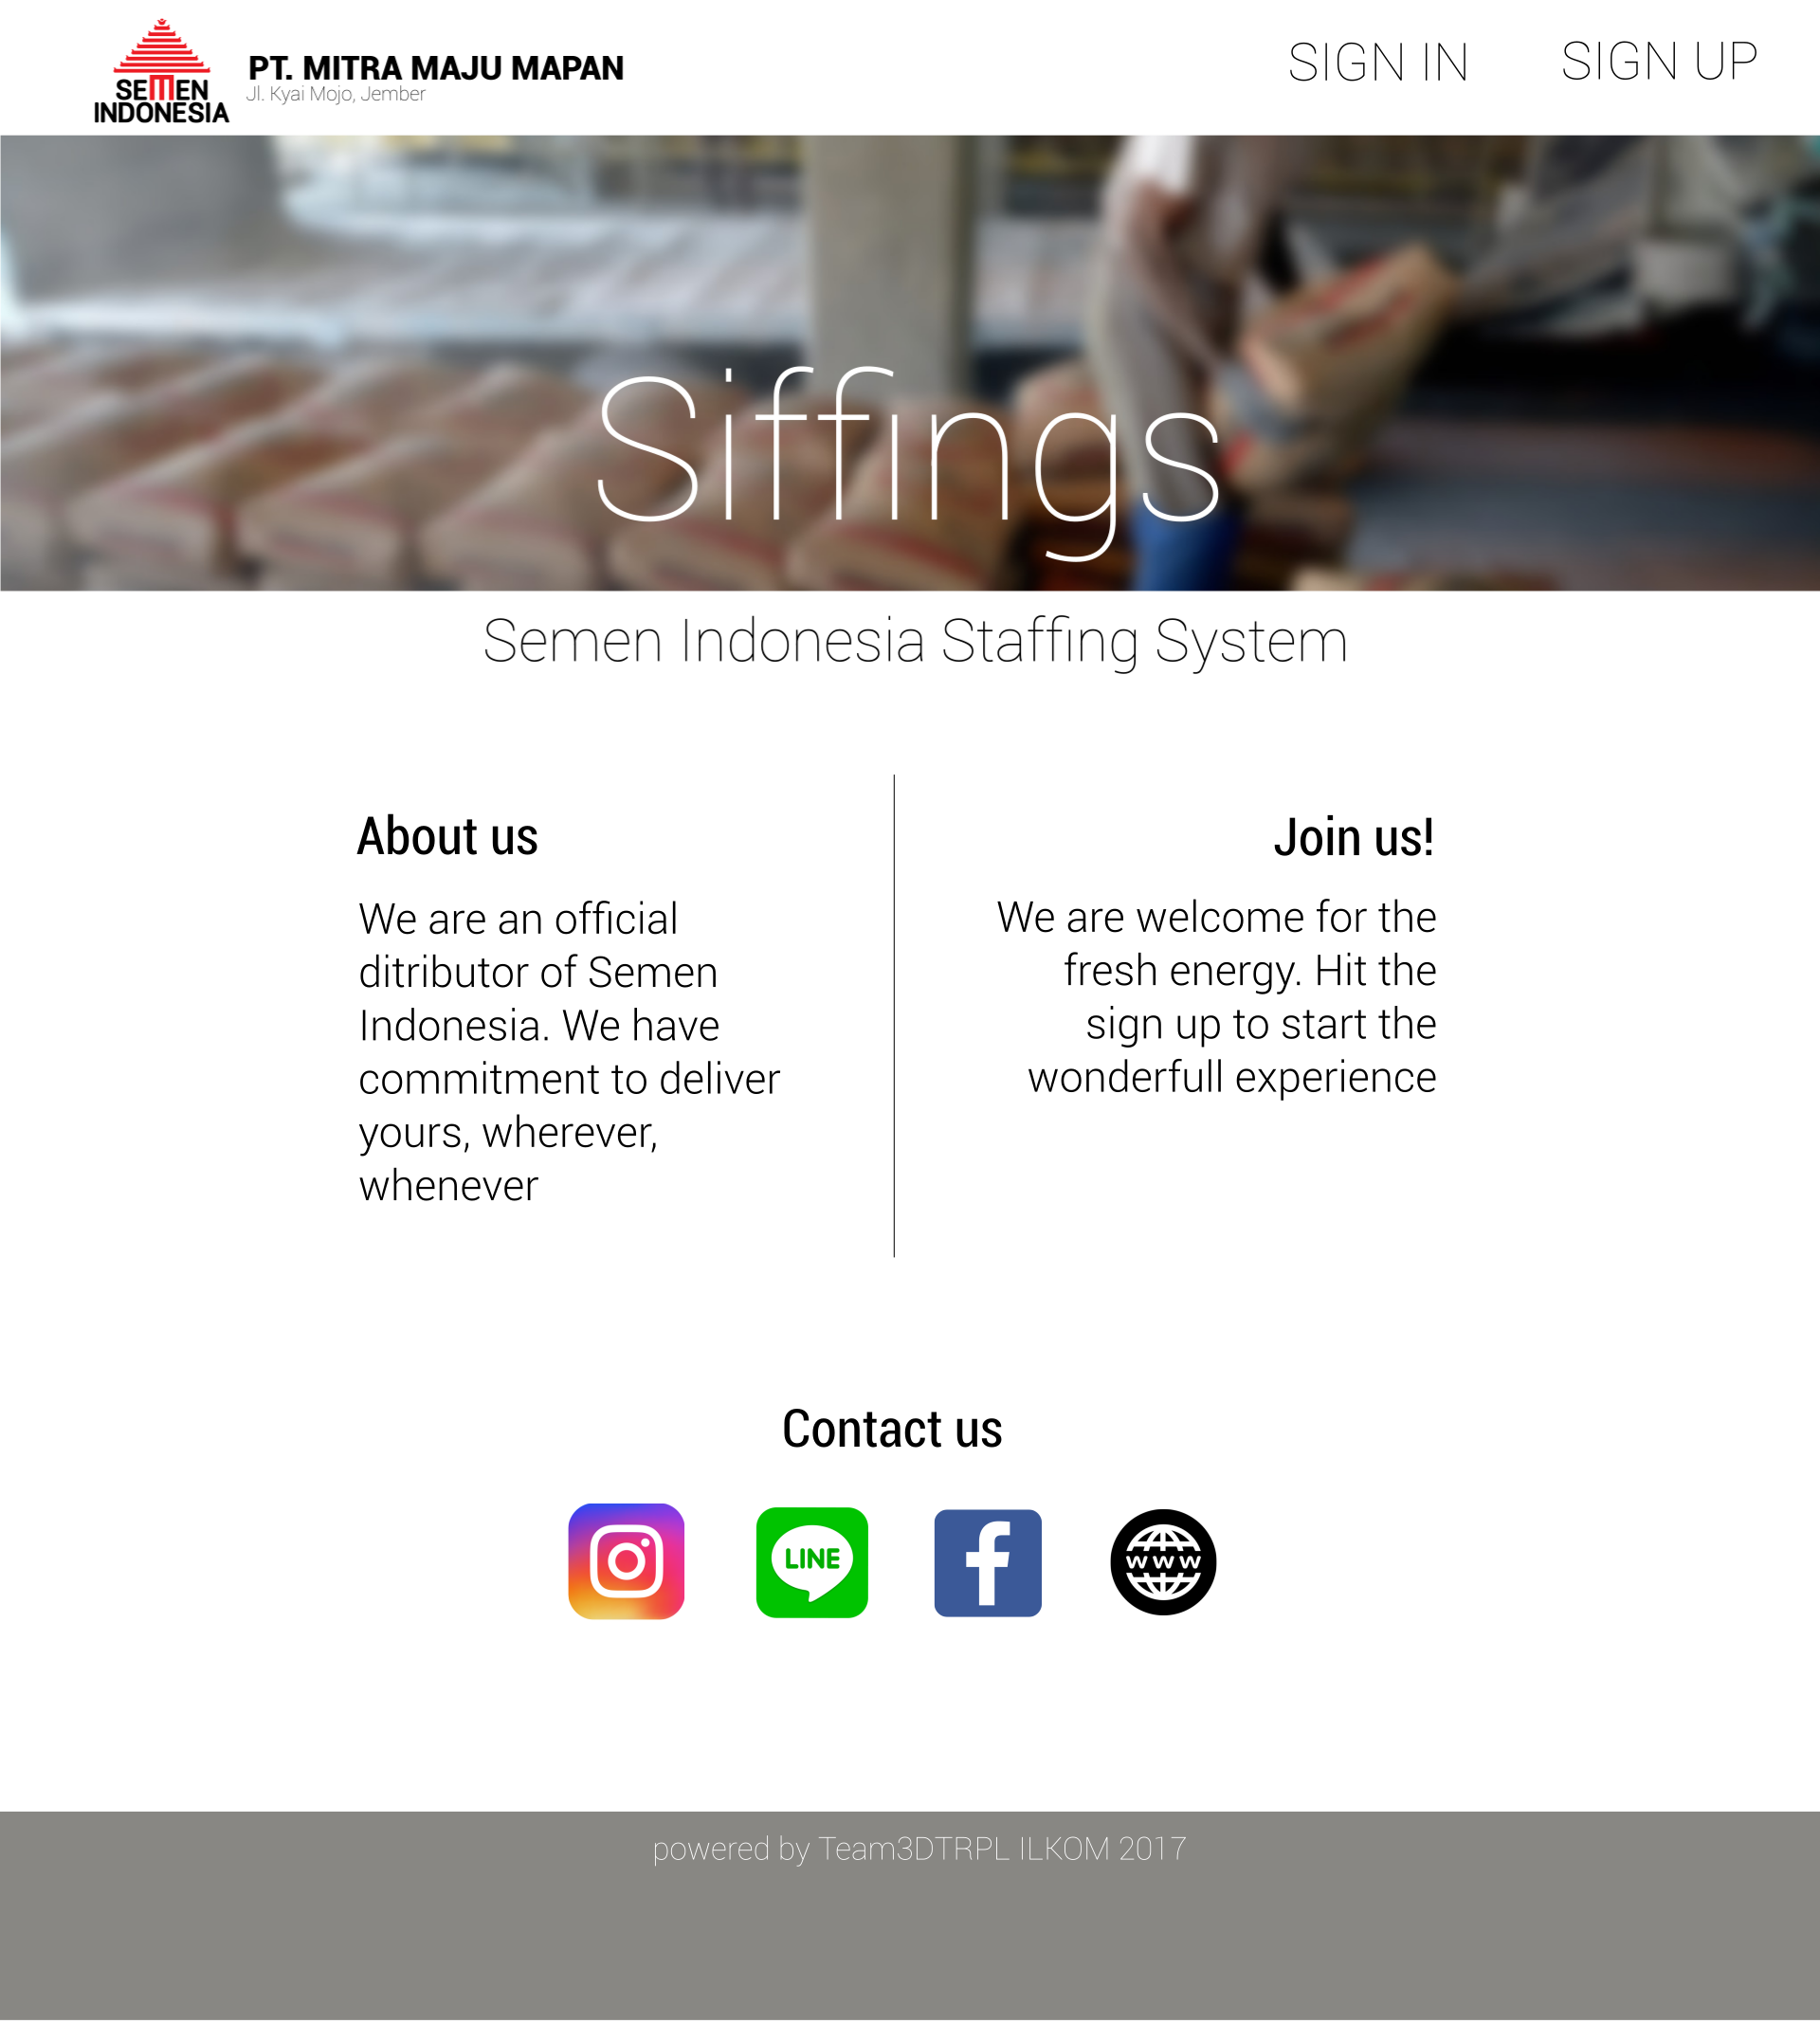 SEMEN
INDONESIA
PT. MITRA MAJU MAPAN
Jl. Kyai Mojo, Jember
SIGN IN
SIGN UP
Siffings
Semen Indonesia Staffing System
About us
We are an official
ditributor of Semen
Indonesia. We have
commitment to deliver
yours, wherever,
whenever
Join us!
We are welcome for the
fresh energy. Hit the
sign up to start the
wonderfull experience
Contact us
LINE
WWW
powered by Team3DTRPL ILKOM 2017